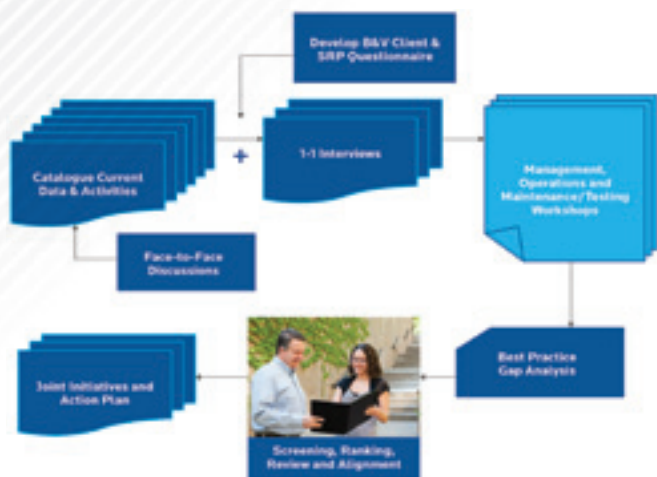 Develop B&V Client &
SRP Questionnaire
Catalogue Current
Data & Activities
+
1-1 Interviews
Management,
Operations and
Maintenance/Testing
Workshops
Face-to-Face
Discussions
Best Practice
Gap Analysis
Screening, Ranking,
Review and Alignment
Joint Initiatives and
Action Plan